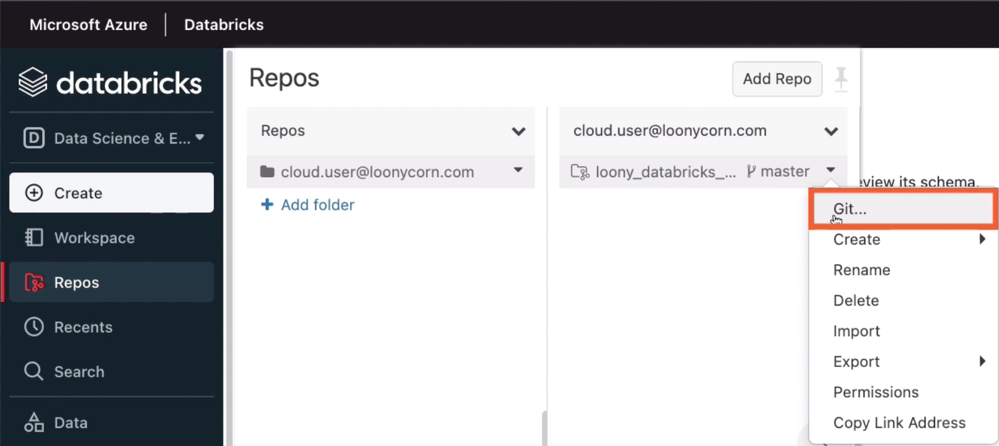 Microsoft Azure | Databricks
databricks
D Data Science & E...
Create
Workspace
Repos
Recents
Search
Data
Repos
Add Repo
Repos
cloud.user@loonycorn.com
Add folder
cloud.user@loonycorn.com
loony_databricks_... master
eview its schema.
Git...
Create
Rename
Delete
Import
Export
Permissions
Copy Link Address